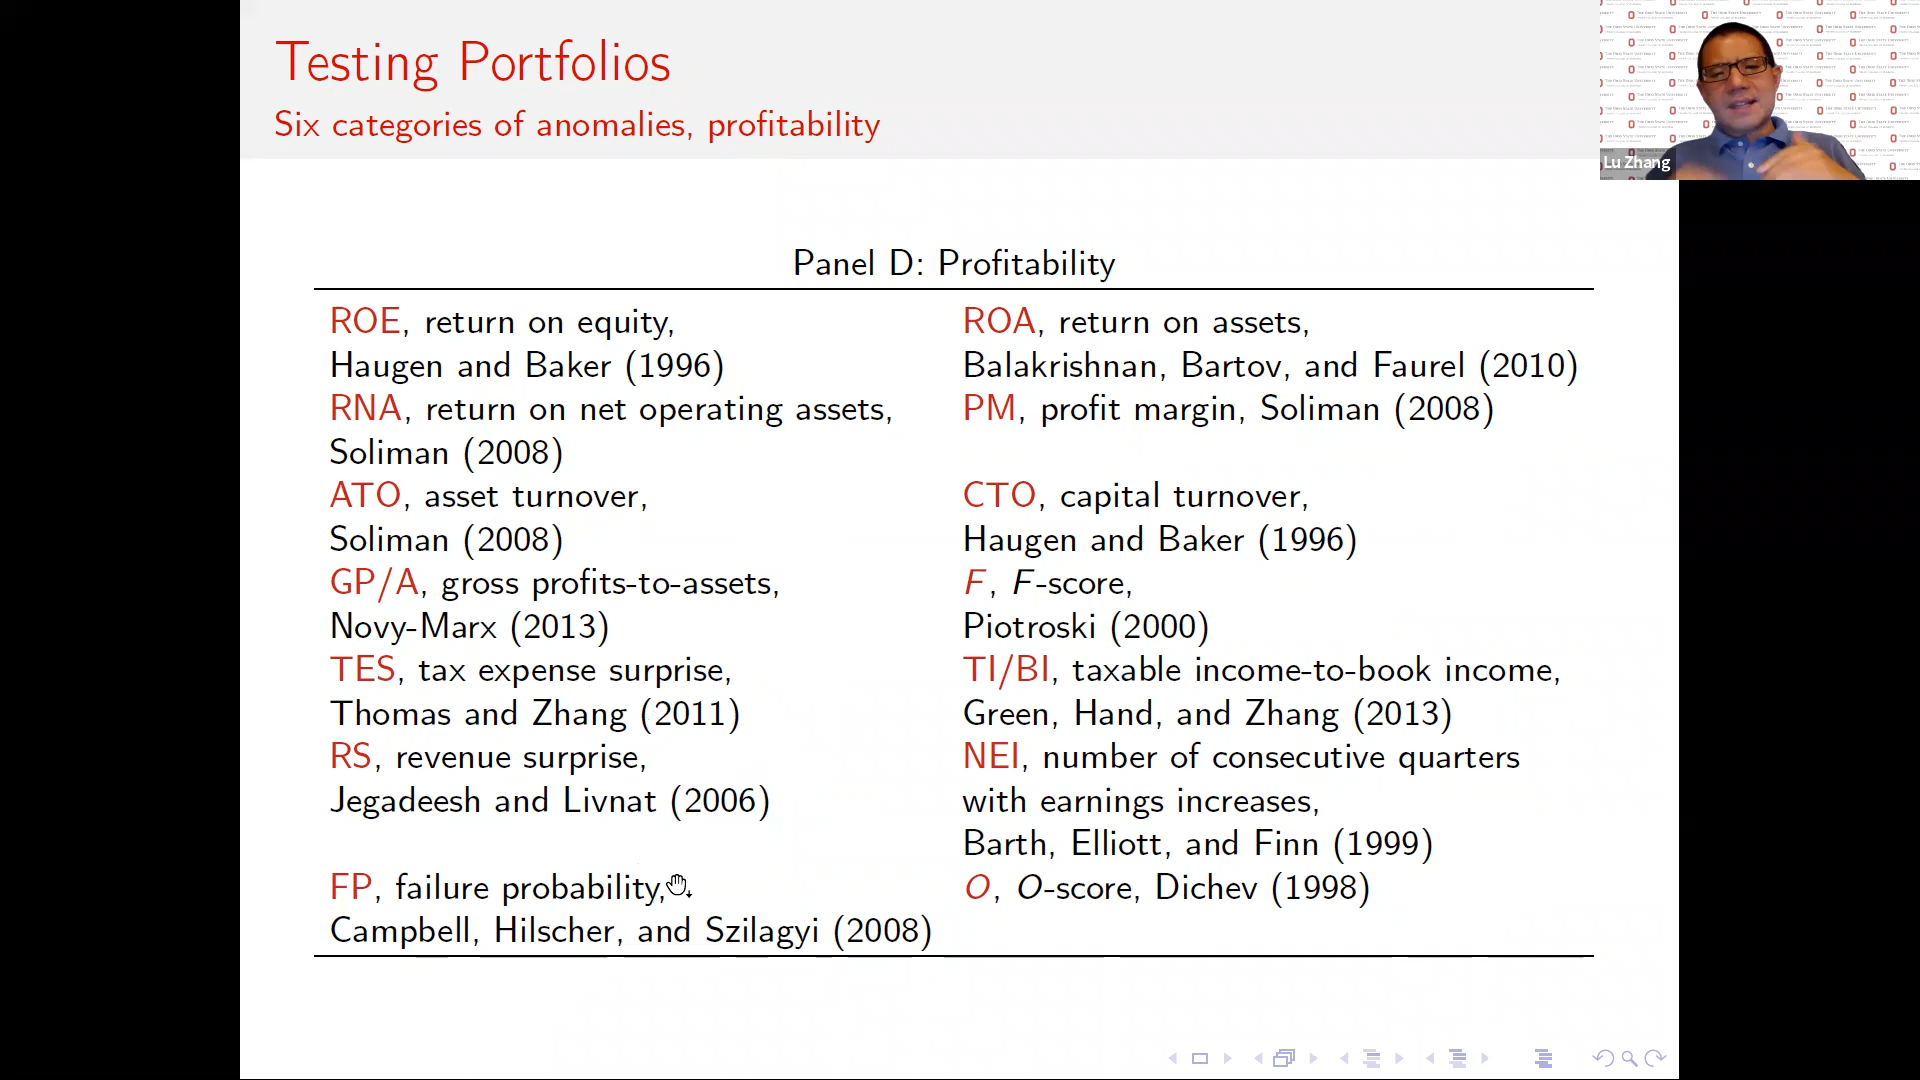 Testing Portfolios
Six categories of anomalies, profitability
Lu Zhang
Panel D: Profitability
ROE, return on equity,
Haugen and Baker (1996)
ROA, return on assets,
Balakrishnan, Bartov, and Faurel (2010)
RNA, return on net operating assets,
Soliman (2008)
PM, profit margin, Soliman (2008)
ATO, asset turnover,
Soliman (2008)
CTO, capital turnover,
Haugen and Baker (1996)
GP/A, gross profits-to-assets,
Novy-Marx (2013)
F, F-score,
Piotroski (2000)
TES, tax expense surprise,
Thomas and Zhang (2011)
TI/BI, taxable income-to-book income,
Green, Hand, and Zhang (2013)
RS, revenue surprise,
Jegadeesh and Livnat (2006)
NEI, number of consecutive quarters
with earnings increases,
Barth, Elliott, and Finn (1999)
FP, failure probability,
Campbell, Hilscher, and Szilagyi (2008)
O, O-score, Dichev (1998)